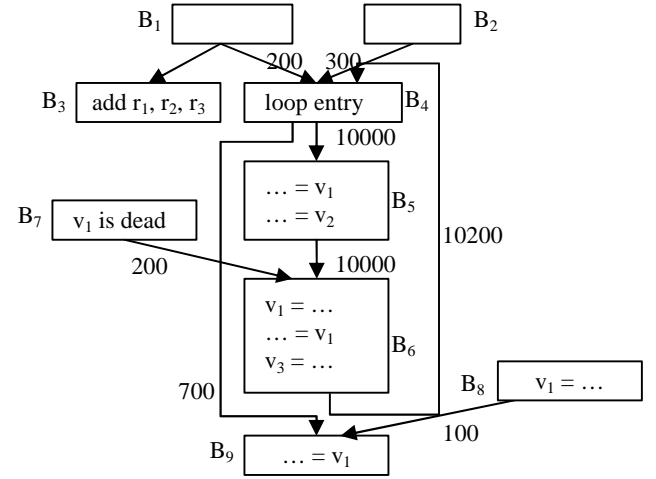 B₁
B₂
200
300
B₃
add r₁, r₂, r₃
loop entry
B₄
10000
… = v₁
… = v₂
B₅
B₇
v₁ is dead
10200
200
10000
v₁ = …
… = v₁
v₃ = …
B₆
700
B₈
v₁ = …
100
B₉
… = v₁